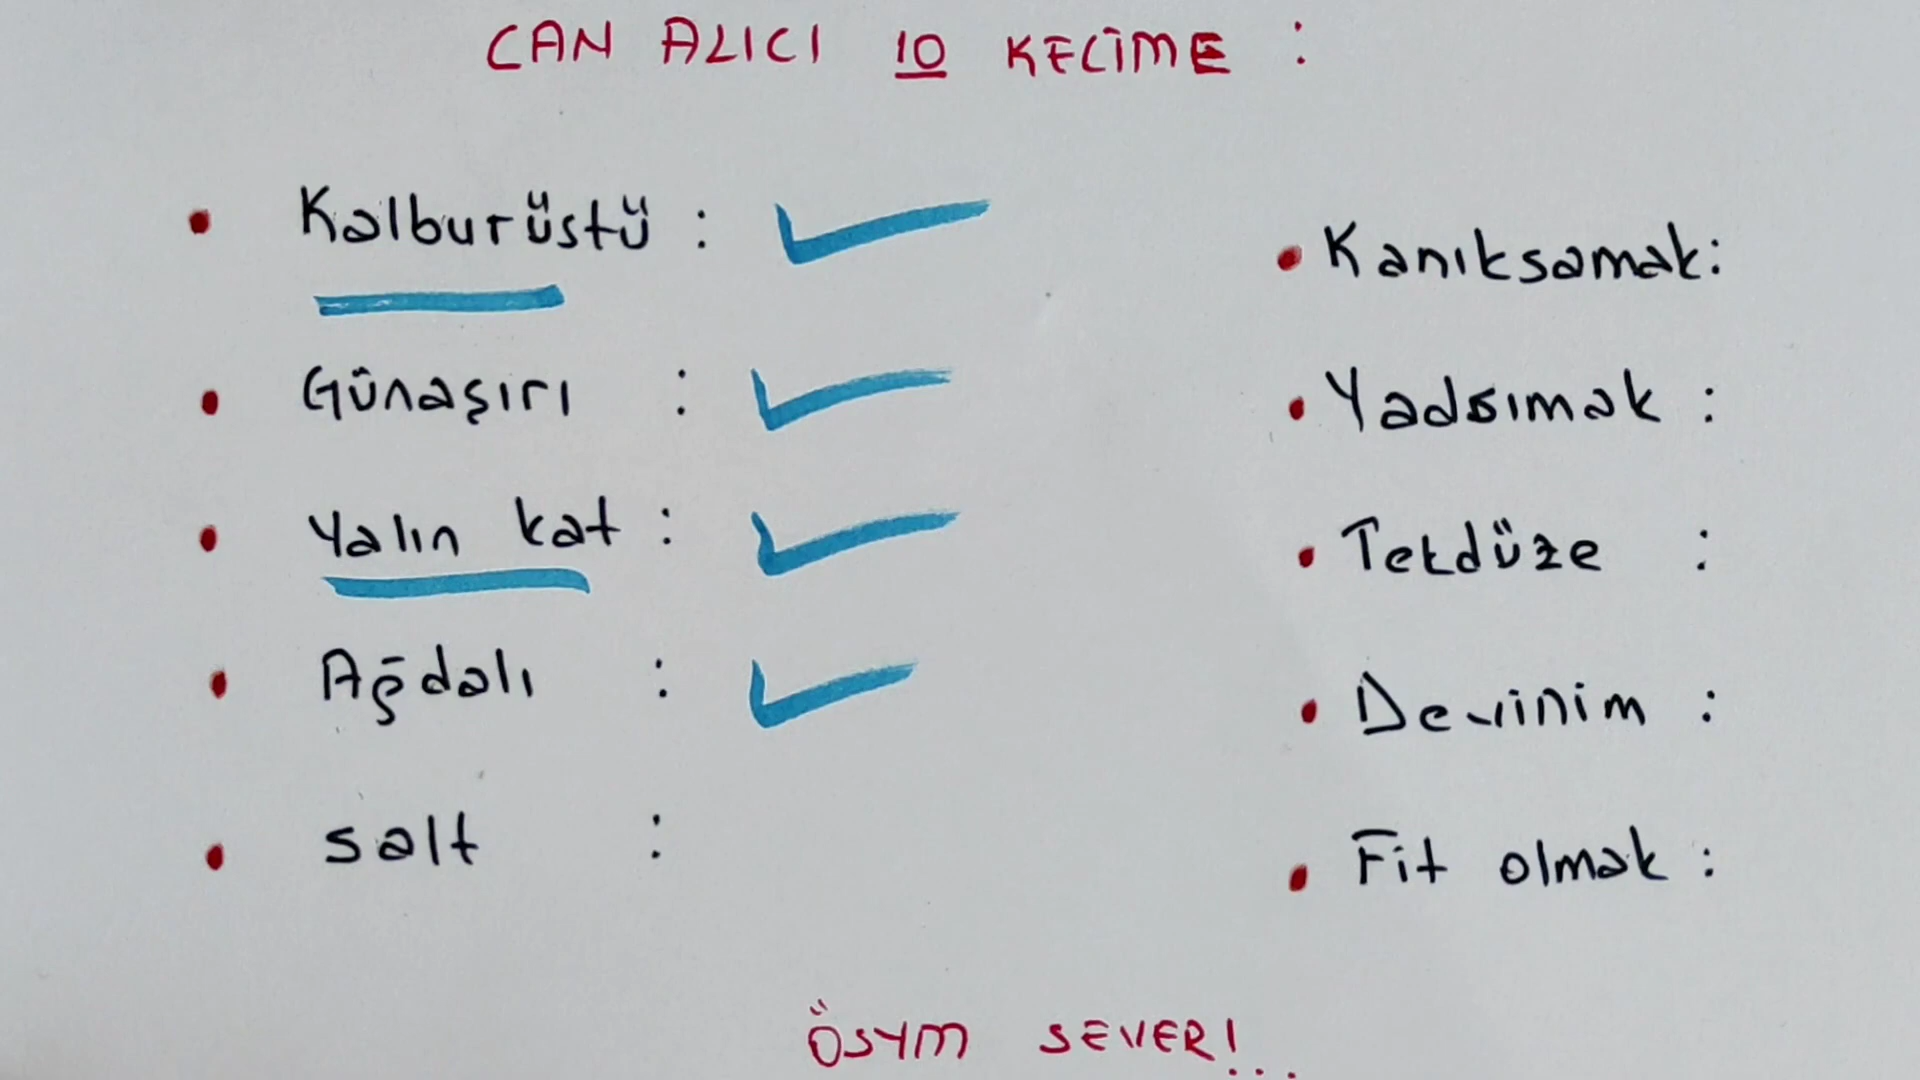 CAN ALICI 10 KELİME :
• Kalburüstü :
• Günaşırı :
• Yalın kat :
• Ağdalı :
• Salt :
• Kanıksamak:
• Yadsımak :
• Tekdüze :
• Devinim :
• Fit olmak :
ÖSYM SEVER!...